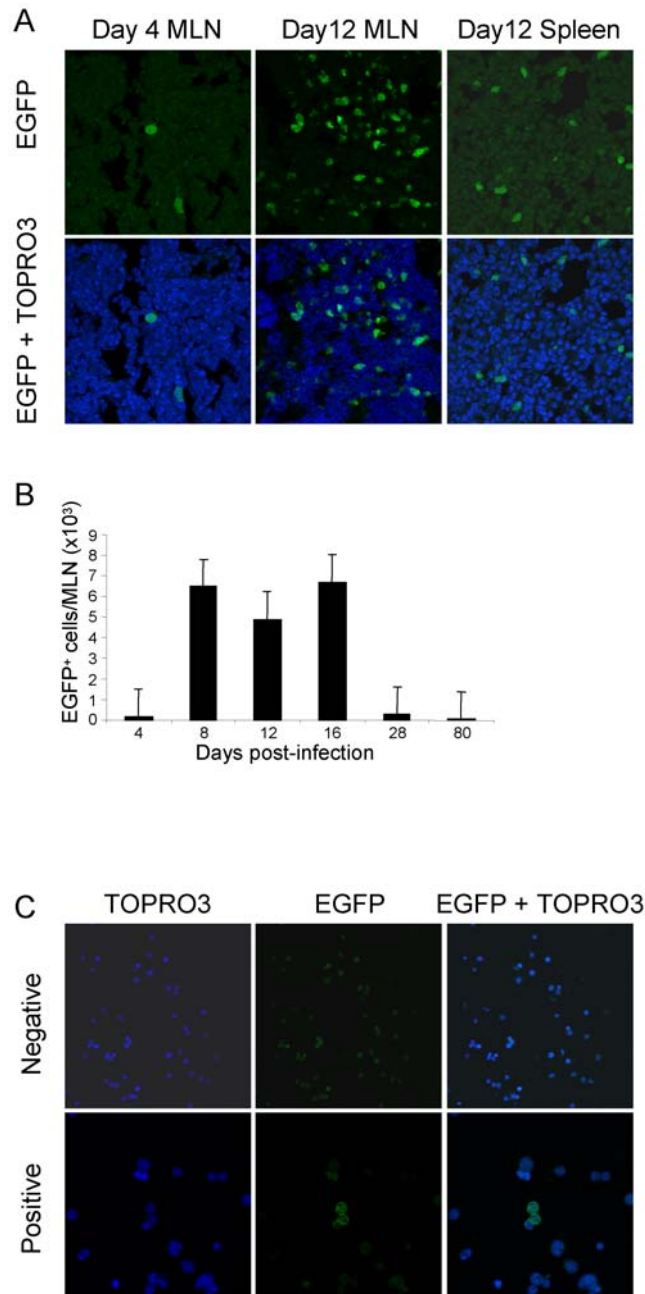 A
Day 4 MLN
Day12 MLN
Day12 Spleen
EGFP
EGFP + TOPRO3
B
EGFP⁺ cells/MLN (x10³)
9
8
7
6
5
4
3
2
1
0
4
8
12
16
28
80
Days post-infection
C
TOPRO3
EGFP
EGFP + TOPRO3
Negative
Positive